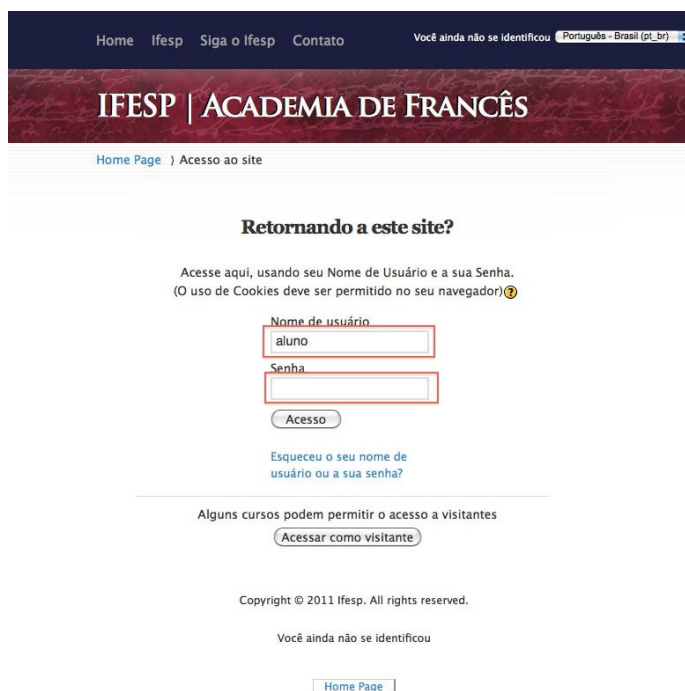 Home Ifesp Siga o Ifesp Contato Você ainda não se identificou Português - Brasil (pt_br)
IFESP | ACADEMIA DE FRANCÊS
Home Page ) Acesso ao site
Retornando a este site?
Acesse aqui, usando seu Nome de Usuário e a sua Senha.
(O uso de Cookies deve ser permitido no seu navegador)?
Nome de usuário
aluno
Senha
Acesso
Esqueceu o seu nome de
usuário ou a sua senha?
Alguns cursos podem permitir o acesso a visitantes
Acessar como visitante
Copyright © 2011 Ifesp. All rights reserved.
Você ainda não se identificou
Home Page